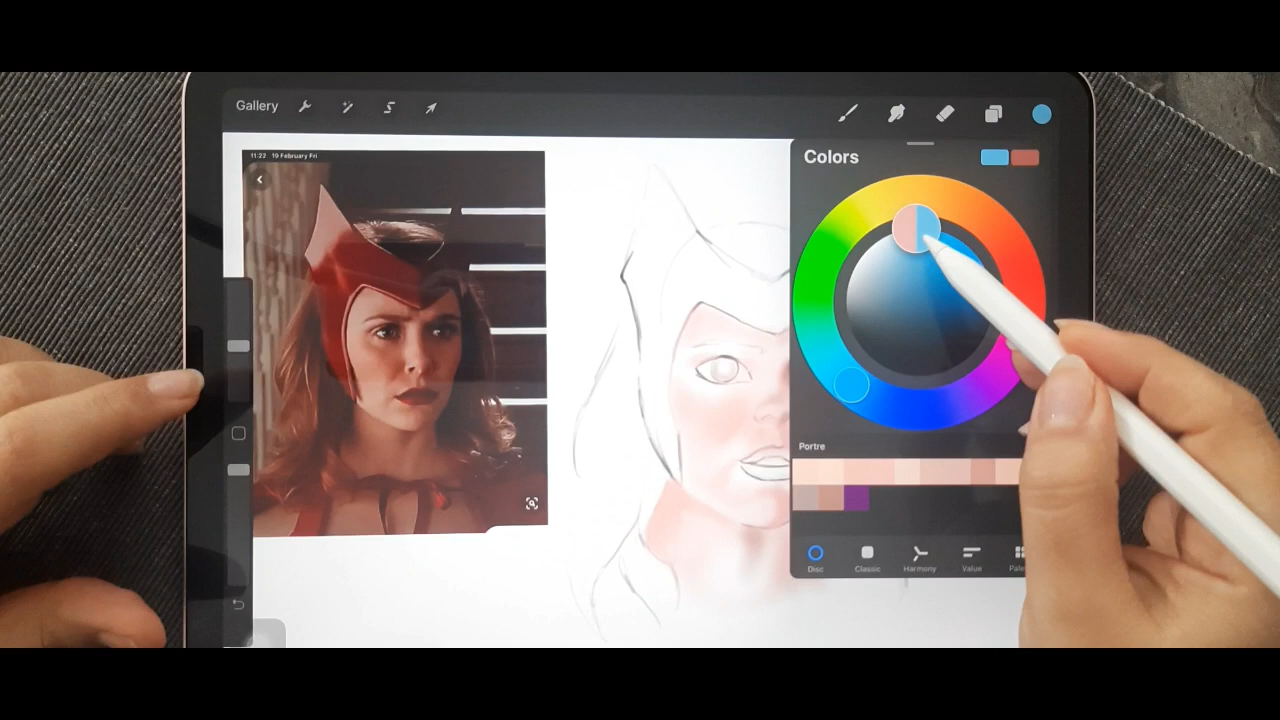 Gallery
11:22 19 February Fri
Colors
Portre
Disc
Classic
Harmony
Value